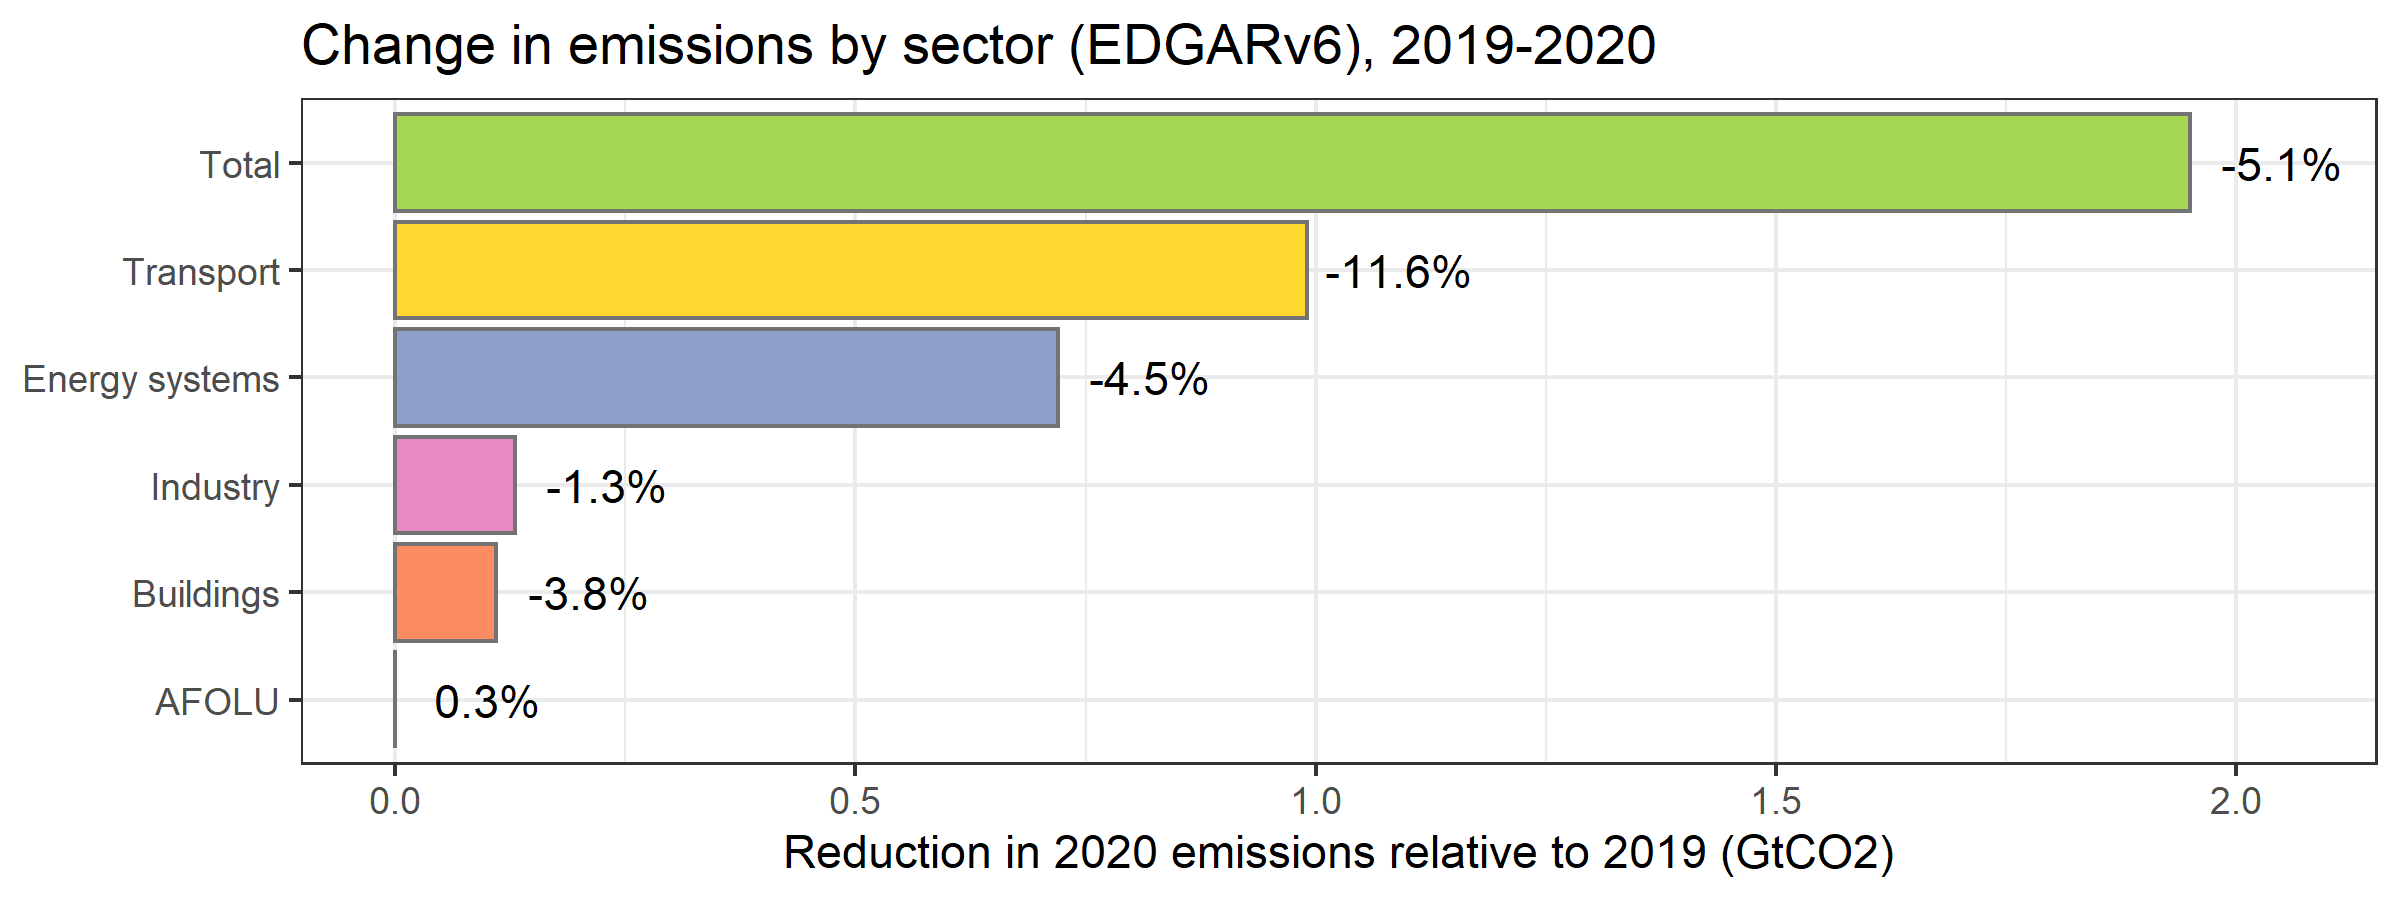 Change in emissions by sector (EDGARv6), 2019-2020
Total -5.1%
Transport -11.6%
Energy systems -4.5%
Industry -1.3%
Buildings -3.8%
AFOLU 0.3%
0.0 0.5 1.0 1.5 2.0
Reduction in 2020 emissions relative to 2019 (GtCO2)